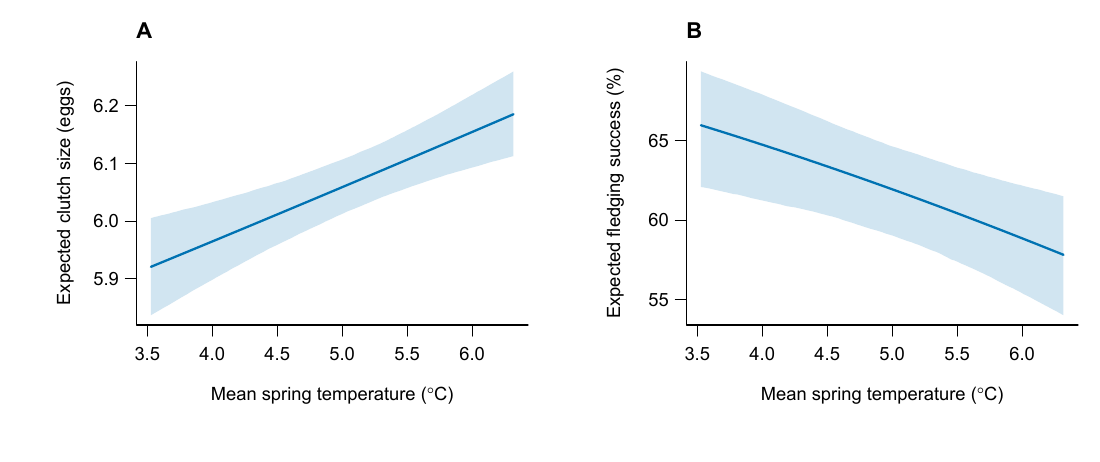 A
Expected clutch size (eggs)
6.2
6.1
6.0
5.9
3.5 4.0 4.5 5.0 5.5 6.0
Mean spring temperature (°C)
B
Expected fledging success (%)
65
60
55
3.5 4.0 4.5 5.0 5.5 6.0
Mean spring temperature (°C)